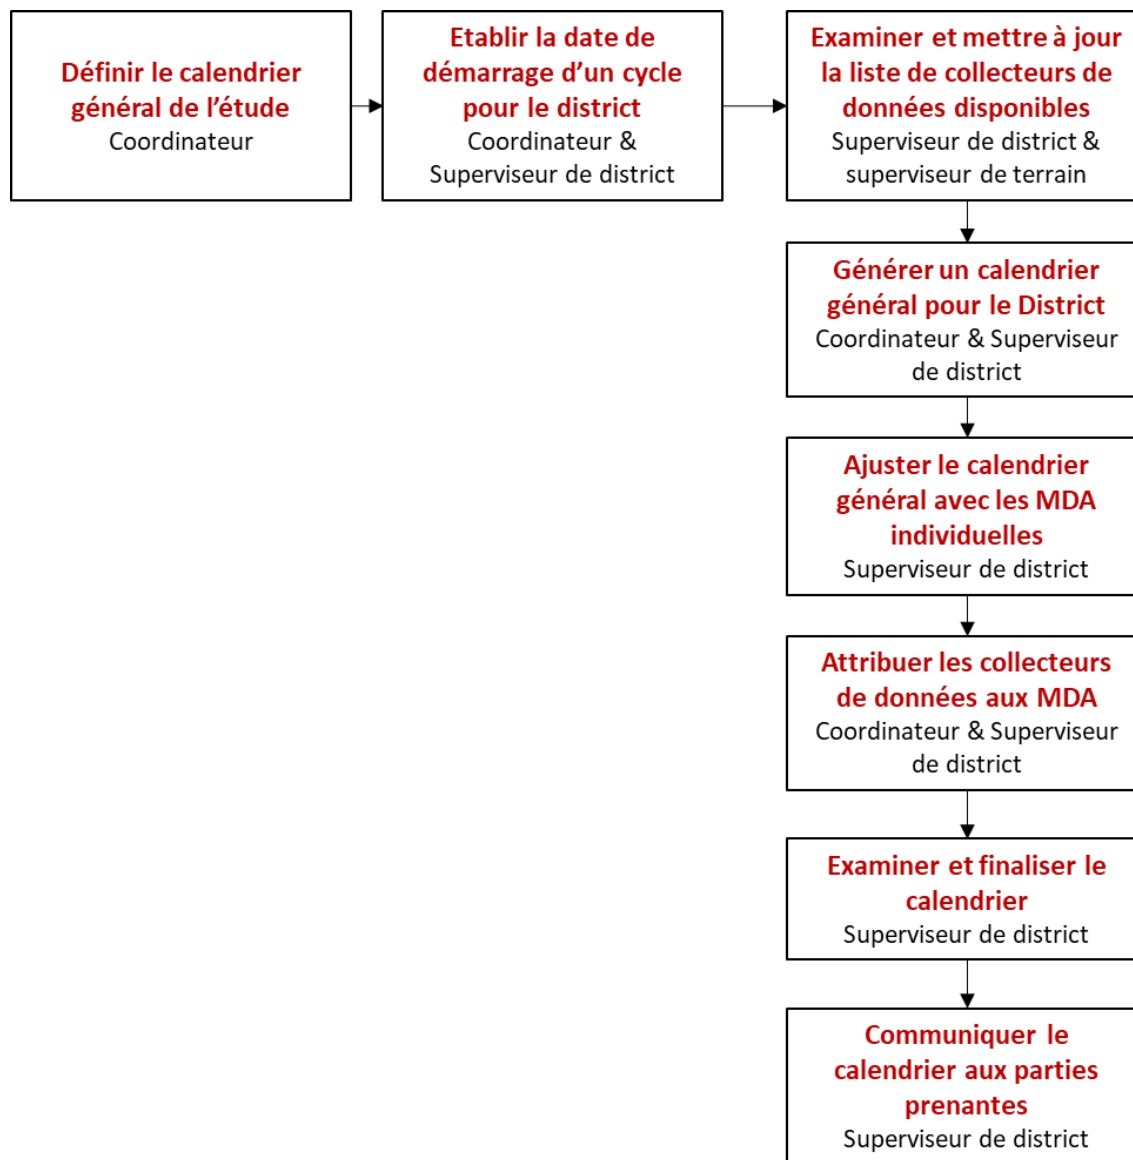 Définir le calendrier
général de l'étude
Coordinateur
Etablir la date de
démarrage d'un cycle
pour le district
Coordinateur &
Superviseur de district
Examiner et mettre à jour
la liste de collecteurs de
données disponibles
Superviseur de district &
superviseur de terrain
Générer un calendrier
général pour le District
Coordinateur & Superviseur
de district
Ajuster le calendrier
général avec les MDA
individuelles
Superviseur de district
Attribuer les collecteurs
de données aux MDA
Coordinateur & Superviseur
de district
Examiner et finaliser le
calendrier
Superviseur de district
Communiquer le
calendrier aux parties
prenantes
Superviseur de district